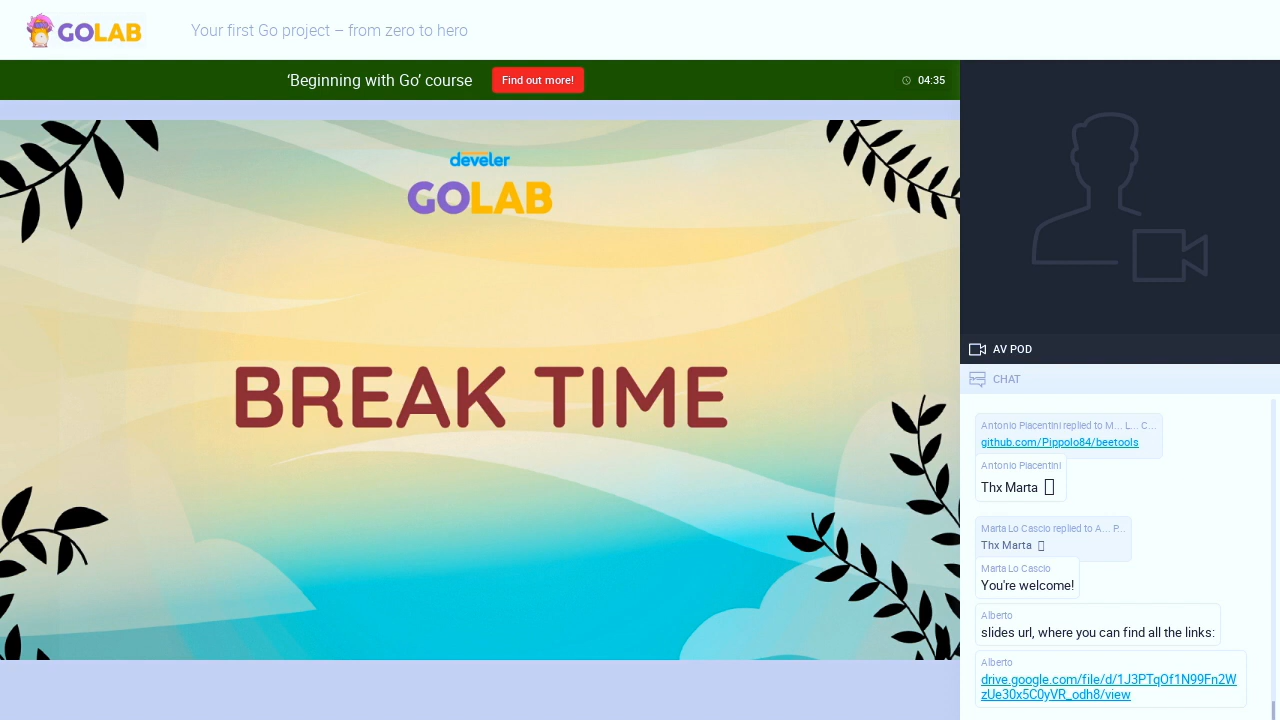 GOLAB
Your first Go project – from zero to hero
‘Beginning with Go’ course
Find out more!
04:35
develer
GOLAB
BREAK TIME
AV POD
CHAT
Antonio Piacentini replied to M... L... C...
github.com/Pippolo84/beetools
Antonio Piacentini
Thx Marta
Marta Lo Cascio replied to A... P...
Thx Marta
Marta Lo Cascio
You're welcome!
Alberto
slides url, where you can find all the links:
Alberto
drive.google.com/file/d/1J3PTqOf1N99Fn2W
zUe30x5C0yVR_odh8/view